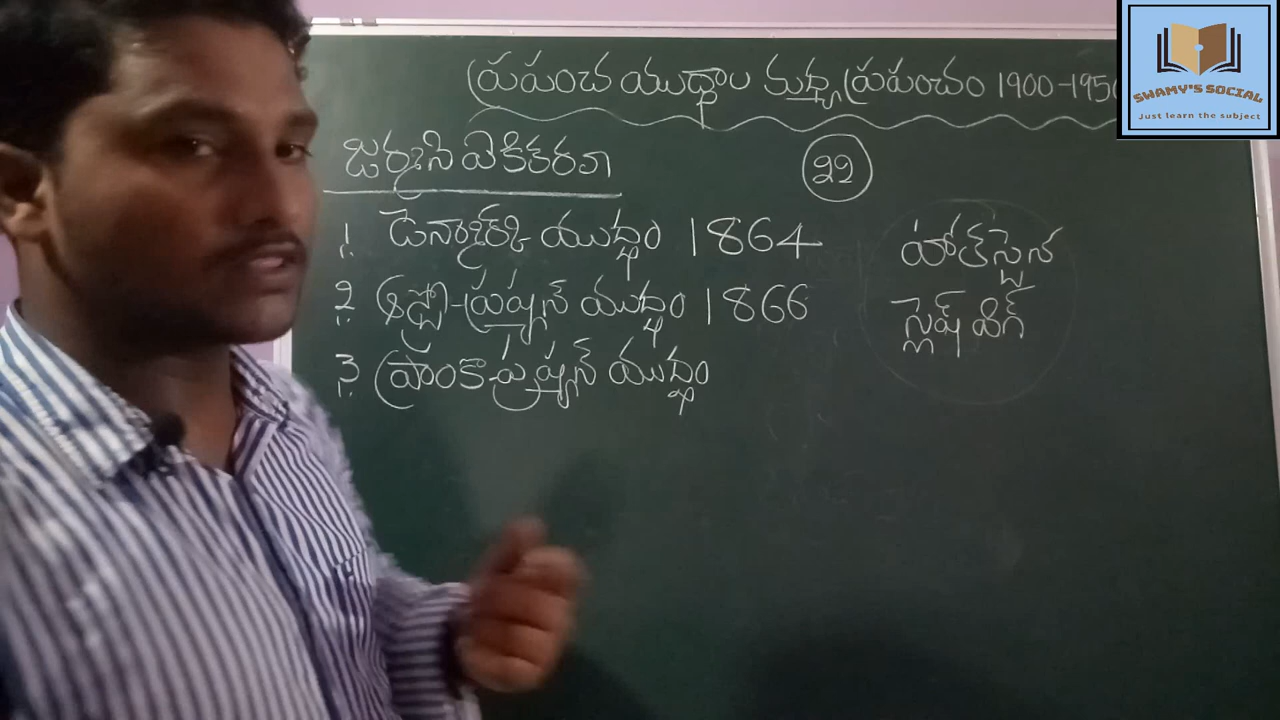 ప్రపంచ యుద్ధాల మధ్య ప్రపంచం 1900-1950
SWAMY'S SOCIAL
Just learn the subject
జర్మని ఏకికరణ
22
1. డెన్మార్క్ యుద్ధం 1864
2. ఆస్ట్రో-ప్రష్యన్ యుద్ధం 1866
3. ఫ్రాంకో-ప్రష్యన్ యుద్ధం
హోల్‌స్టైన
స్లెష్ విగ్